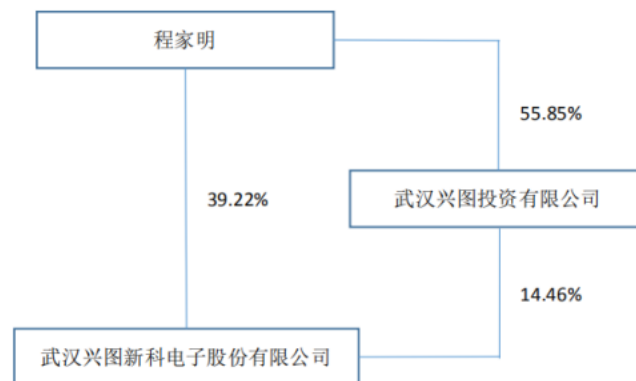 程家明
55.85%
39.22%
武汉兴图投资有限公司
14.46%
武汉兴图新科电子股份有限公司